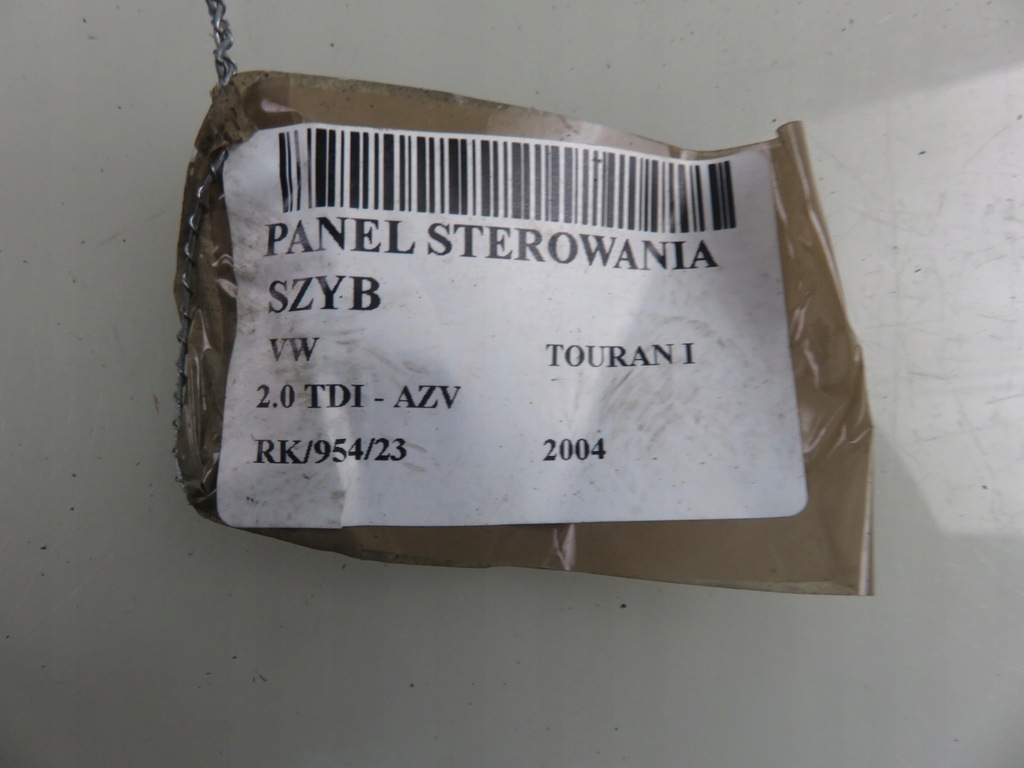 PANEL STEROWANIA
SZYB
VW TOURAN I
2.0 TDI - AZV
RK/954/23 2004